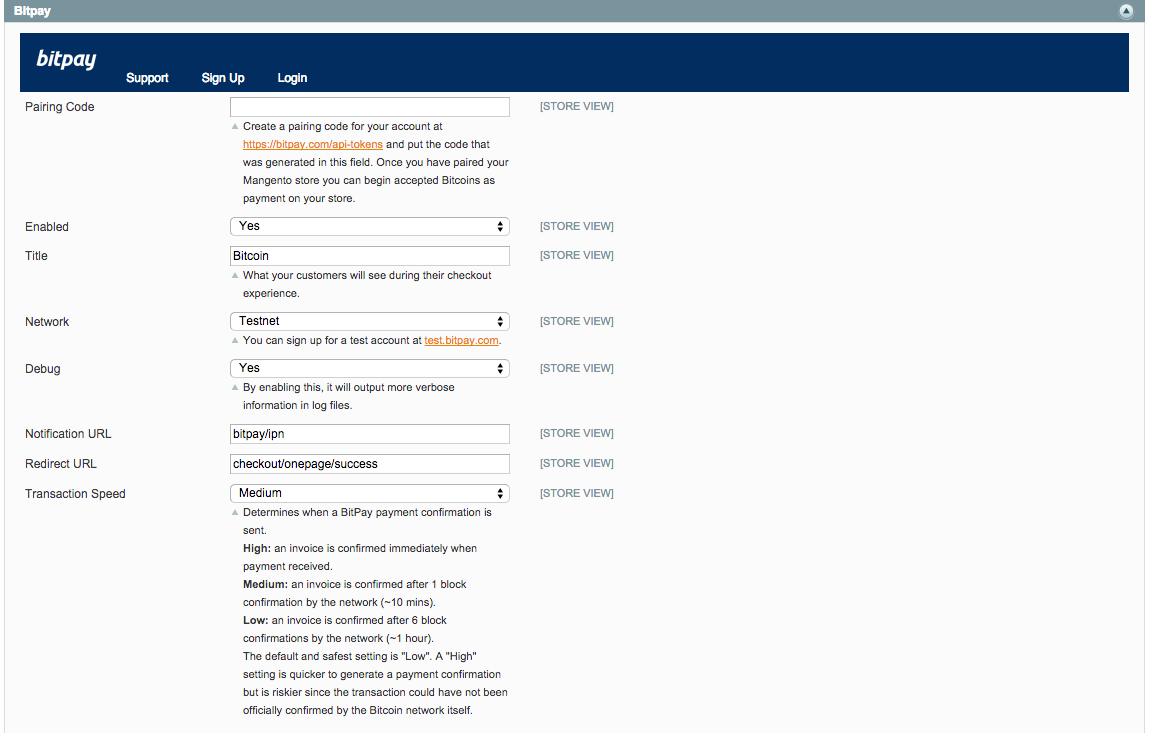 Bitpay
bitpay
Support Sign Up Login
Pairing Code [STORE VIEW]
Create a pairing code for your account at
https://bitpay.com/api-tokens and put the code that
was generated in this field. Once you have paired your
Mangento store you can begin accepted Bitcoins as
payment on your store.
Enabled Yes [STORE VIEW]
Title Bitcoin [STORE VIEW]
What your customers will see during their checkout
experience.
Network Testnet [STORE VIEW]
You can sign up for a test account at test.bitpay.com.
Debug Yes [STORE VIEW]
By enabling this, it will output more verbose
information in log files.
Notification URL bitpay/ipn [STORE VIEW]
Redirect URL checkout/onepage/success [STORE VIEW]
Transaction Speed Medium [STORE VIEW]
Determines when a BitPay payment confirmation is
sent.
High: an invoice is confirmed immediately when
payment received.
Medium: an invoice is confirmed after 1 block
confirmation by the network (~10 mins).
Low: an invoice is confirmed after 6 block
confirmations by the network (~1 hour).
The default and safest setting is "Low". A "High"
setting is quicker to generate a payment confirmation
but is riskier since the transaction could have not been
officially confirmed by the Bitcoin network itself.